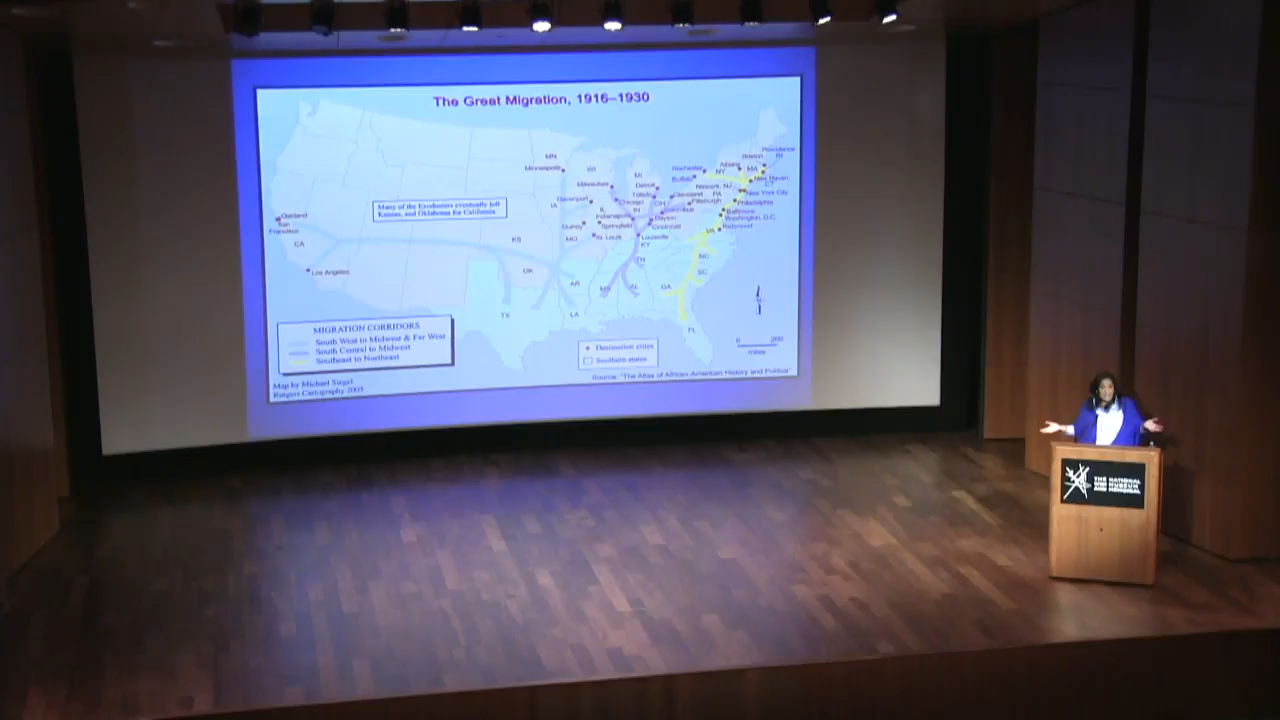 The Great Migration, 1916–1930
Providence
RI
Boston
MA
Albany
NY
Rochester
Buffalo
New Haven
CT
New York City
Newark, NJ
PA
Philadelphia
Pittsburgh
Baltimore
Washington, D.C.
Richmond
VA
MN
Minneapolis
WI
Milwaukee
MI
Detroit
Toledo
Cleveland
Chicago
OH
Columbus
Davenport
IA
IL
IN
Indianapolis
Dayton
Cincinnati
Quincy
Springfield
MO
St. Louis
Louisville
KY
Many of the Exodusters eventually left
Kansas, and Oklahoma for California.
Oakland
San
Francisco
CA
Los Angeles
KS
OK
TX
AR
LA
MS
AL
TN
GA
NC
SC
FL
N
MIGRATION CORRIDORS
South West to Midwest & Far West
South Central to Midwest
Southeast to Northeast
Destination cities
Southern states
0 200
miles
Source: "The Atlas of African-American History and Politics"
Map by Michael Siegel
Rutgers Cartography 2005
THE NATIONAL
WWI MUSEUM
AND MEMORIAL